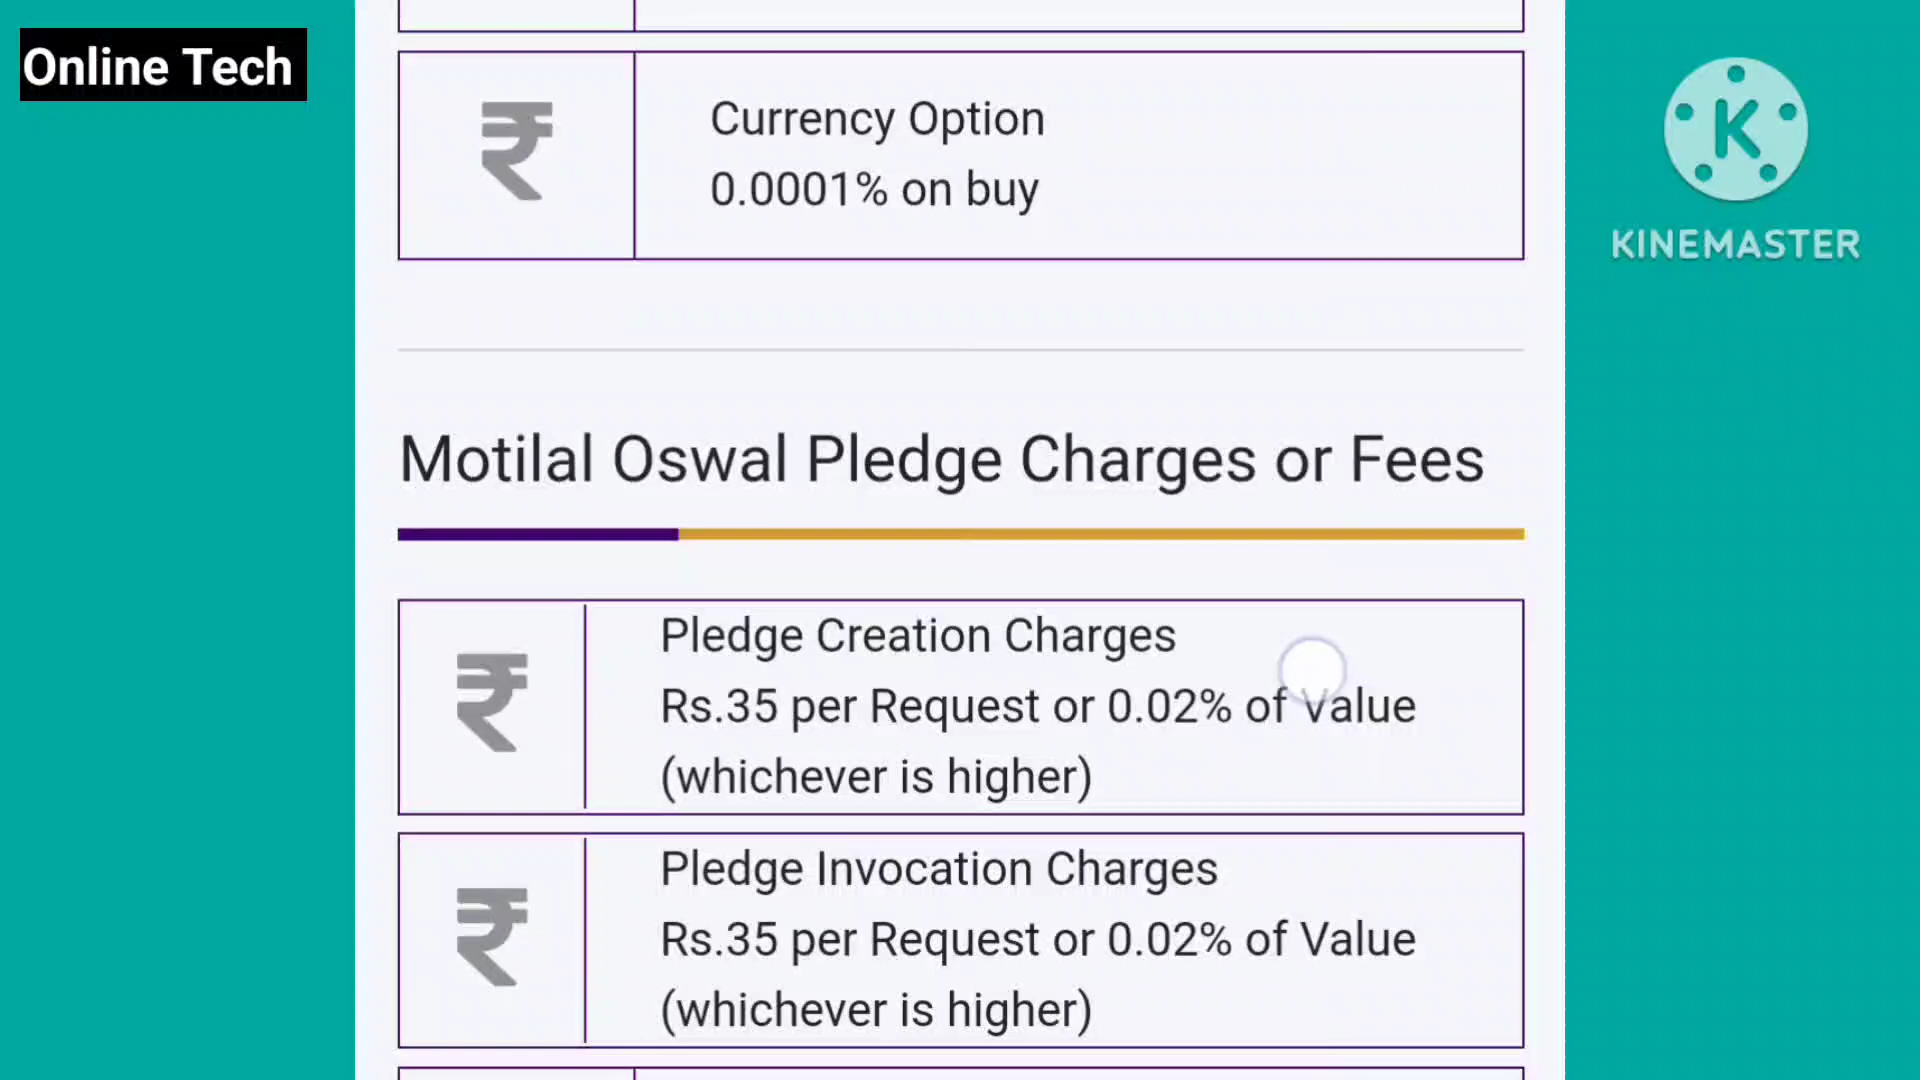 Online Tech
KINEMASTER
Currency Option
0.0001% on buy
Motilal Oswal Pledge Charges or Fees
Pledge Creation Charges
Rs.35 per Request or 0.02% of Value
(whichever is higher)
Pledge Invocation Charges
Rs.35 per Request or 0.02% of Value
(whichever is higher)